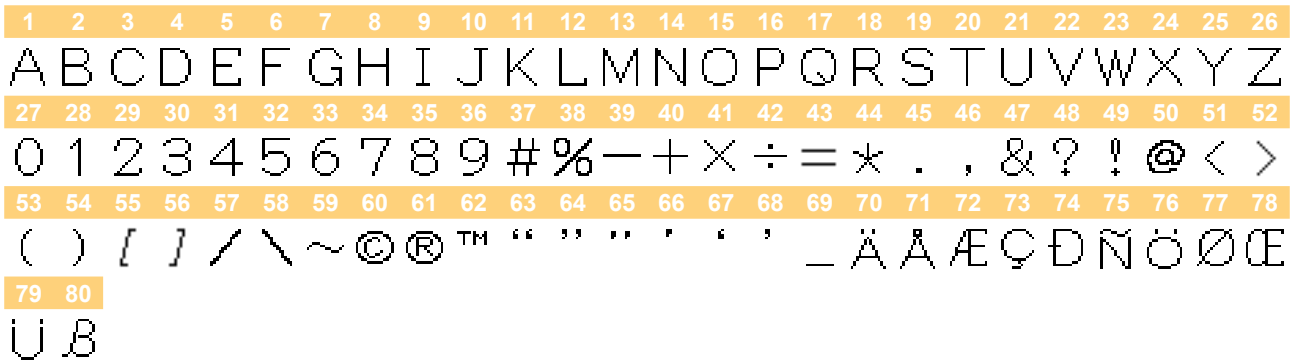 1 2 3 4 5 6 7 8 9 10 11 12 13 14 15 16 17 18 19 20 21 22 23 24 25 26
A B C D E F G H I J K L M N O P Q R S T U V W X Y Z
27 28 29 30 31 32 33 34 35 36 37 38 39 40 41 42 43 44 45 46 47 48 49 50 51 52
0 1 2 3 4 5 6 7 8 9 # % — + × ÷ = * . , & ? ! @ < >
53 54 55 56 57 58 59 60 61 62 63 64 65 66 67 68 69 70 71 72 73 74 75 76 77 78
( ) [ ] / \ ~ © ® ™ “ ” " ' ‘ ’ _ Ä Å Æ Ç Ð Ñ Ö Ø Œ
79 80
Ü ß